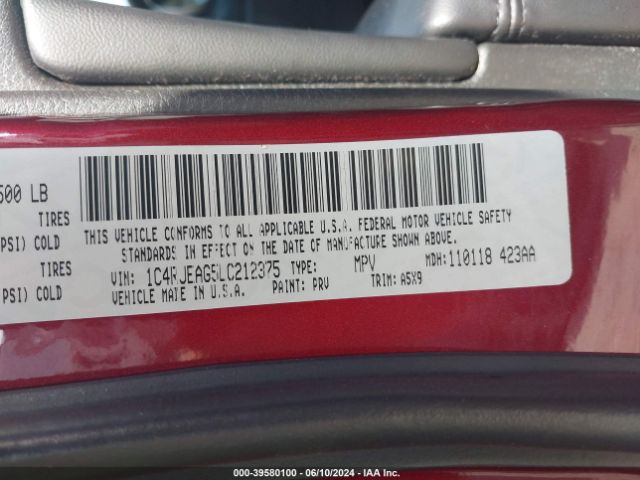 500 LB
TIRES
PSI) COLD
TIRES
PSI) COLD
THIS VEHICLE CONFORMS TO ALL APPLICABLE U.S.A. FEDERAL MOTOR VEHICLE SAFETY
STANDARDS IN EFFECT ON THE DATE OF MANUFACTURE SHOWN ABOVE.
VIN: 1C4RJEAG5LC212375 TYPE: MPV MDH: 110118 423AA
VEHICLE MADE IN U.S.A. PAINT: PRV TRIM: A5X9
000-39580100 - 06/10/2024 - IAA Inc.